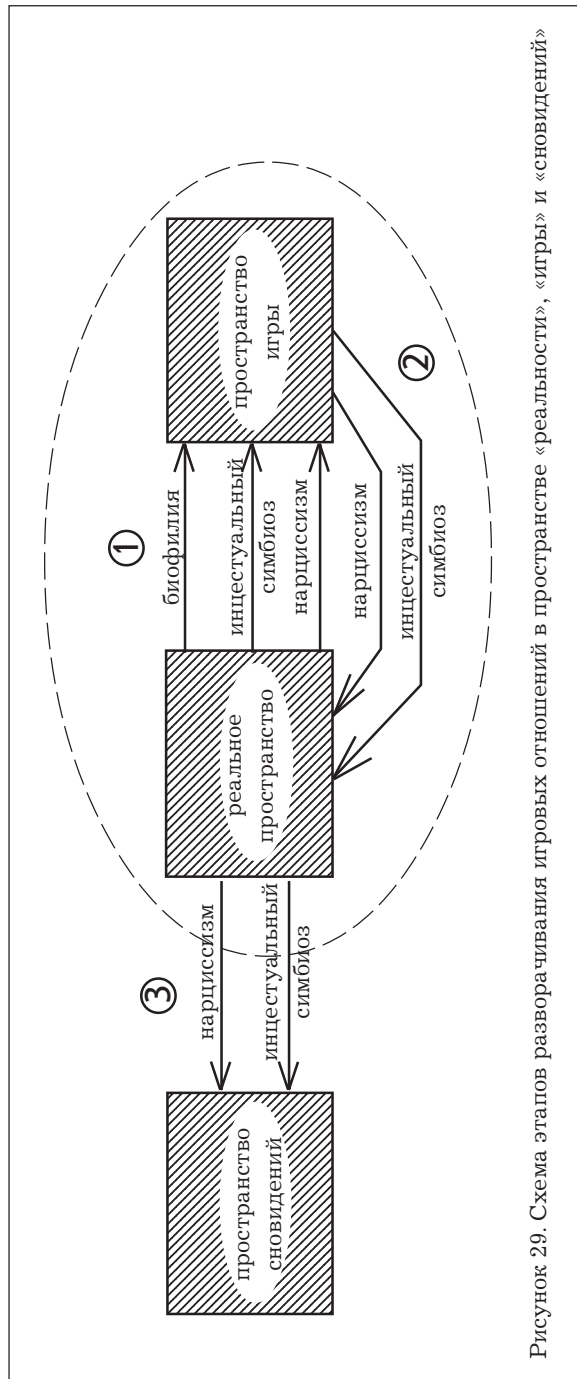 ③
нарциссизм
инцестуальный
симбиоз
пространство
сновидений
реальное
пространство
①
биофилия
инцестуальный
симбиоз
нарциссизм
нарциссизм
инцестуальный
симбиоз
②
пространство
игры
Рисунок 29. Схема этапов разворачивания игровых отношений в пространстве «реальности», «игры» и «сновидений»